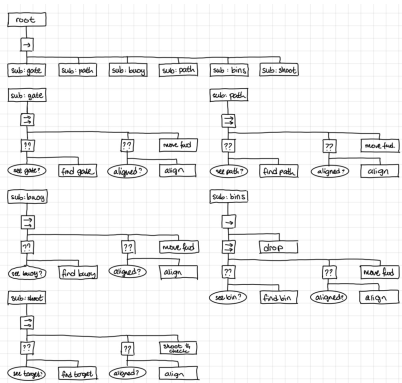 root
→
sub: gate sub: path sub: buoy sub: path sub: bins sub: shoot
sub: gate
⇉
?? ?? move fwd
see gate? find gate aligned? align
sub: path
⇉
?? ?? move fwd
see path? find path aligned? align
sub: buoy
⇉
?? ?? move fwd
see buoy? find buoy aligned? align
sub: bins
→
⇉ drop
?? ?? move fwd
see bin? find bin aligned? align
sub: shoot
⇉
?? ?? shoot &
check
see target? find target aligned? align